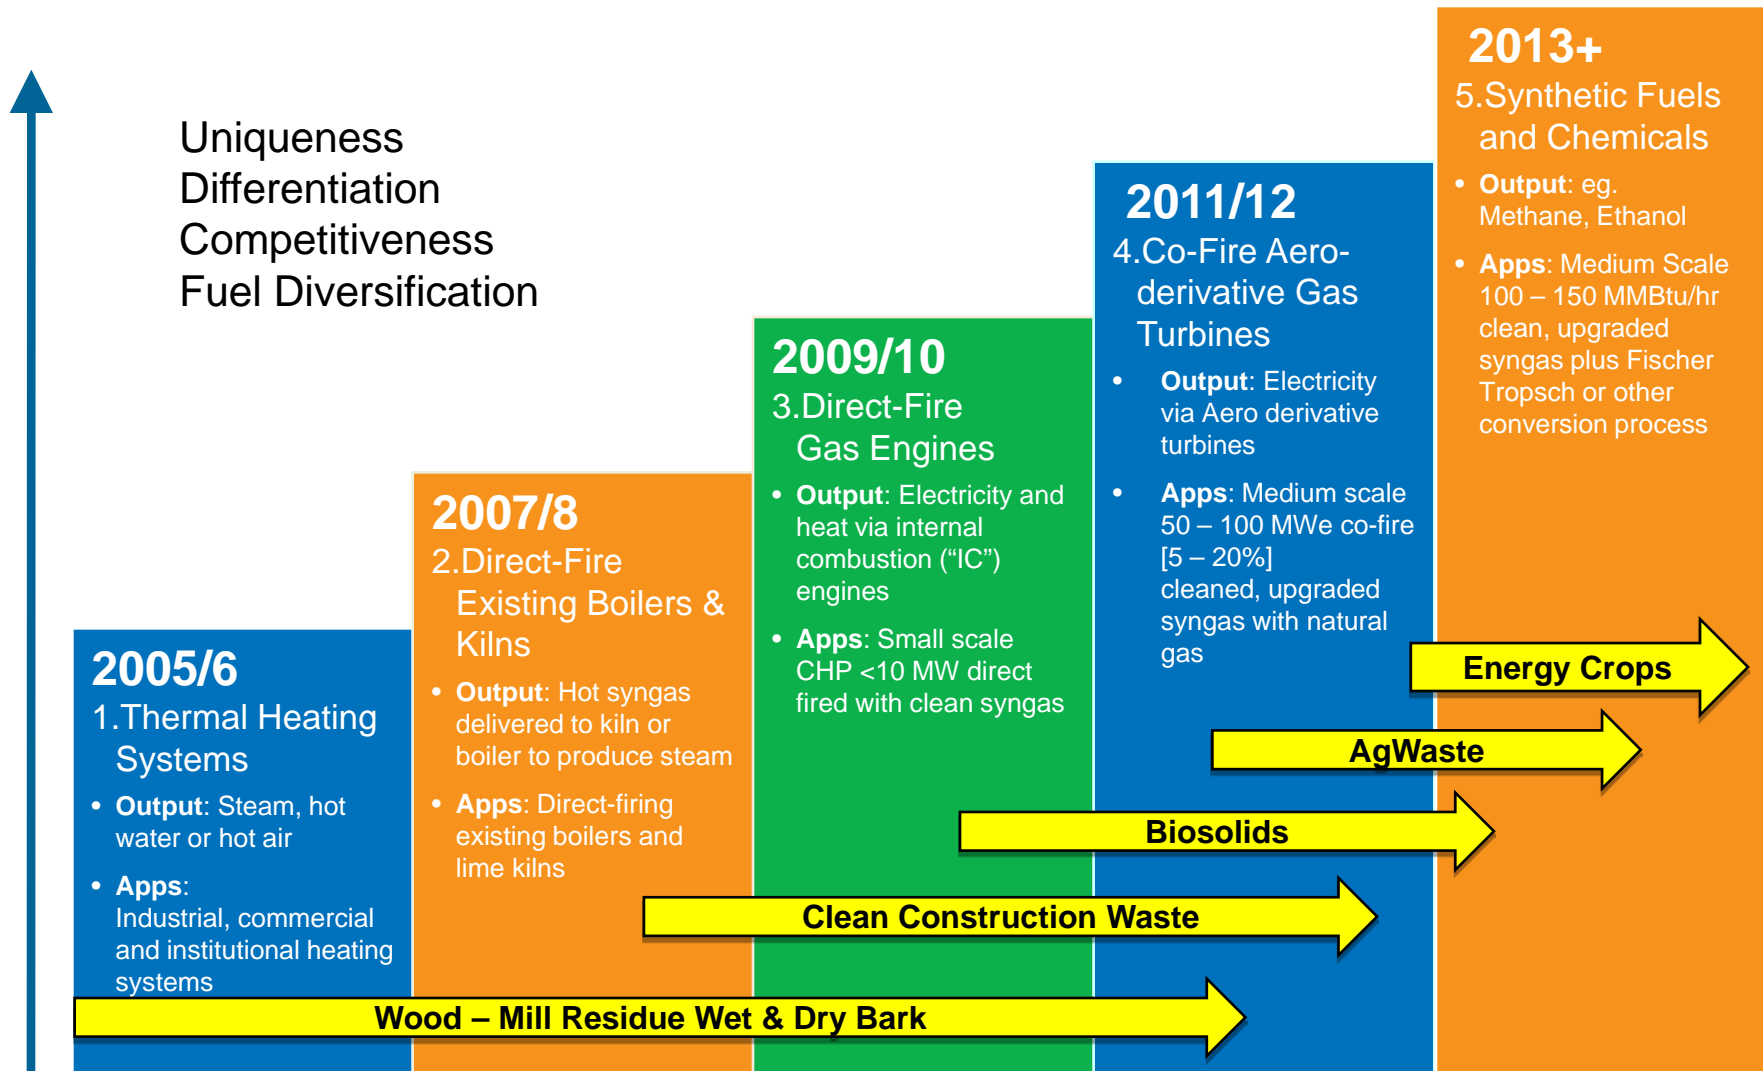 Uniqueness
Differentiation
Competitiveness
Fuel Diversification
2005/6
1.Thermal Heating
Systems
• Output: Steam, hot
water or hot air
• Apps:
Industrial, commercial
and institutional heating
systems
2007/8
2.Direct-Fire
Existing Boilers &
Kilns
• Output: Hot syngas
delivered to kiln or
boiler to produce steam
• Apps: Direct-firing
existing boilers and
lime kilns
2009/10
3.Direct-Fire
Gas Engines
• Output: Electricity and
heat via internal
combustion (“IC”)
engines
• Apps: Small scale
CHP <10 MW direct
fired with clean syngas
2011/12
4.Co-Fire Aero-
derivative Gas
Turbines
• Output: Electricity
via Aero derivative
turbines
• Apps: Medium scale
50 – 100 MWe co-fire
[5 – 20%]
cleaned, upgraded
syngas with natural
gas
2013+
5.Synthetic Fuels
and Chemicals
• Output: eg.
Methane, Ethanol
• Apps: Medium Scale
100 – 150 MMBtu/hr
clean, upgraded
syngas plus Fischer
Tropsch or other
conversion process
Energy Crops
AgWaste
Biosolids
Clean Construction Waste
Wood – Mill Residue Wet & Dry Bark